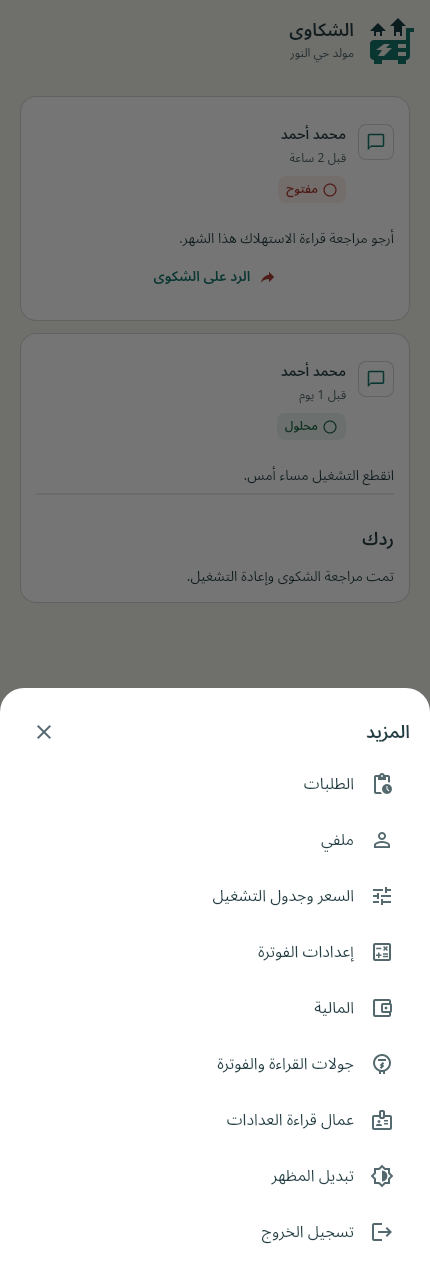 الشكاوى
مولد حي النور
محمد أحمد
قبل 2 ساعة
مفتوح
أرجو مراجعة قراءة الاستهلاك هذا الشهر.
الرد على الشكوى
محمد أحمد
قبل 1 يوم
محلول
انقطع التشغيل مساء أمس.
ردك
تمت مراجعة الشكوى وإعادة التشغيل.
المزيد
الطلبات
ملفي
السعر وجدول التشغيل
إعدادات الفوترة
المالية
جولات القراءة والفوترة
عمال قراءة العدادات
تبديل المظهر
تسجيل الخروج